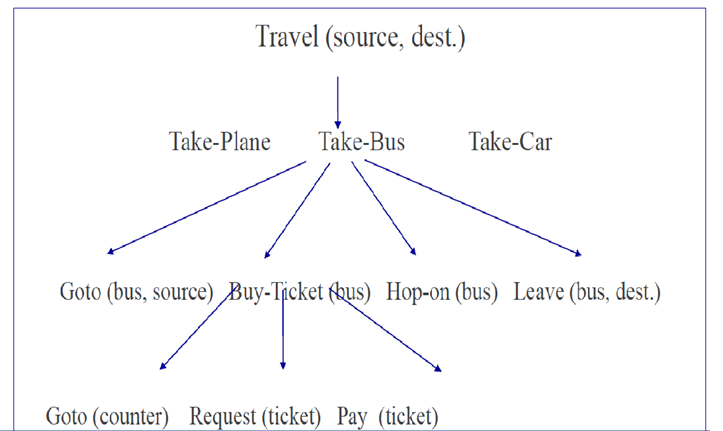 Travel (source, dest.)
Take-Plane Take-Bus Take-Car
Goto (bus, source) Buy-Ticket (bus) Hop-on (bus) Leave (bus, dest.)
Goto (counter) Request (ticket) Pay (ticket)